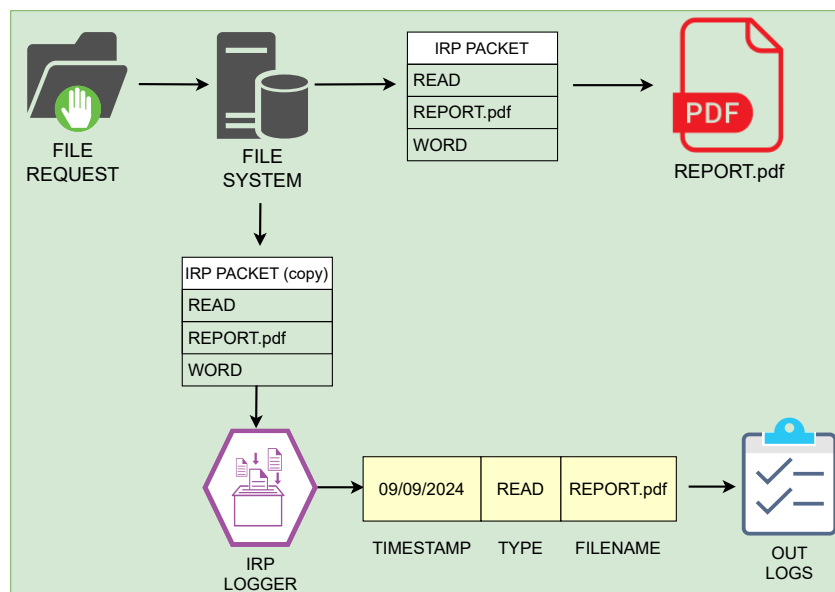 FILE
REQUEST
FILE
SYSTEM
IRP PACKET
READ
REPORT.pdf
WORD
PDF
REPORT.pdf
IRP PACKET (copy)
READ
REPORT.pdf
WORD
IRP
LOGGER
09/09/2024 READ REPORT.pdf
TIMESTAMP TYPE FILENAME
OUT
LOGS